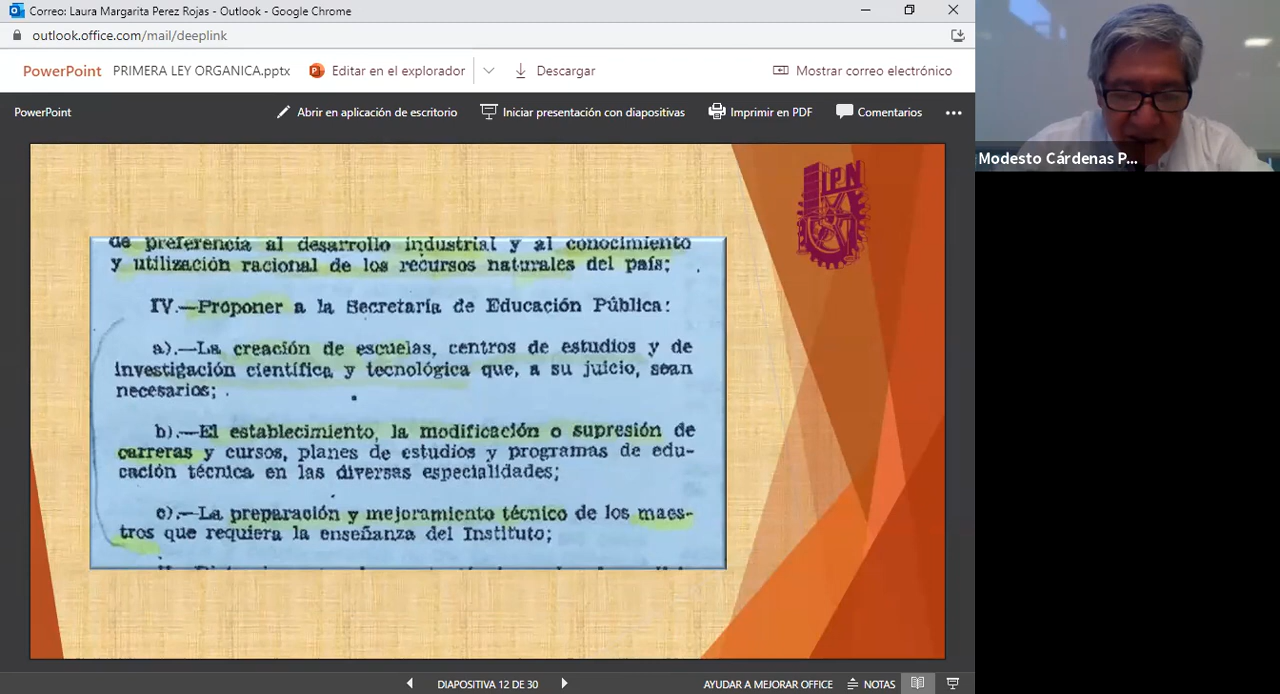 Correo: Laura Margarita Perez Rojas - Outlook - Google Chrome
outlook.office.com/mail/deeplink
PowerPoint PRIMERA LEY ORGANICA.pptx Editar en el explorador Descargar Mostrar correo electrónico
PowerPoint Abrir en aplicación de escritorio Iniciar presentación con diapositivas Imprimir en PDF Comentarios
Modesto Cárdenas P...
IPN
de preferencia al desarrollo industrial y al conocimiento
y utilización racional de los recursos naturales del país;
IV.—Proponer a la Secretaría de Educación Pública:
a).—La creación de escuelas, centros de estudios y de
investigación científica y tecnológica que, a su juicio, sean
necesarios;
b).—El establecimiento, la modificación o supresión de
carreras y cursos, planes de estudios y programas de edu-
cación técnica en las diversas especialidades;
c).—La preparación y mejoramiento técnico de los maes-
tros que requiera la enseñanza del Instituto;
DIAPOSITIVA 12 DE 30 AYUDAR A MEJORAR OFFICE NOTAS